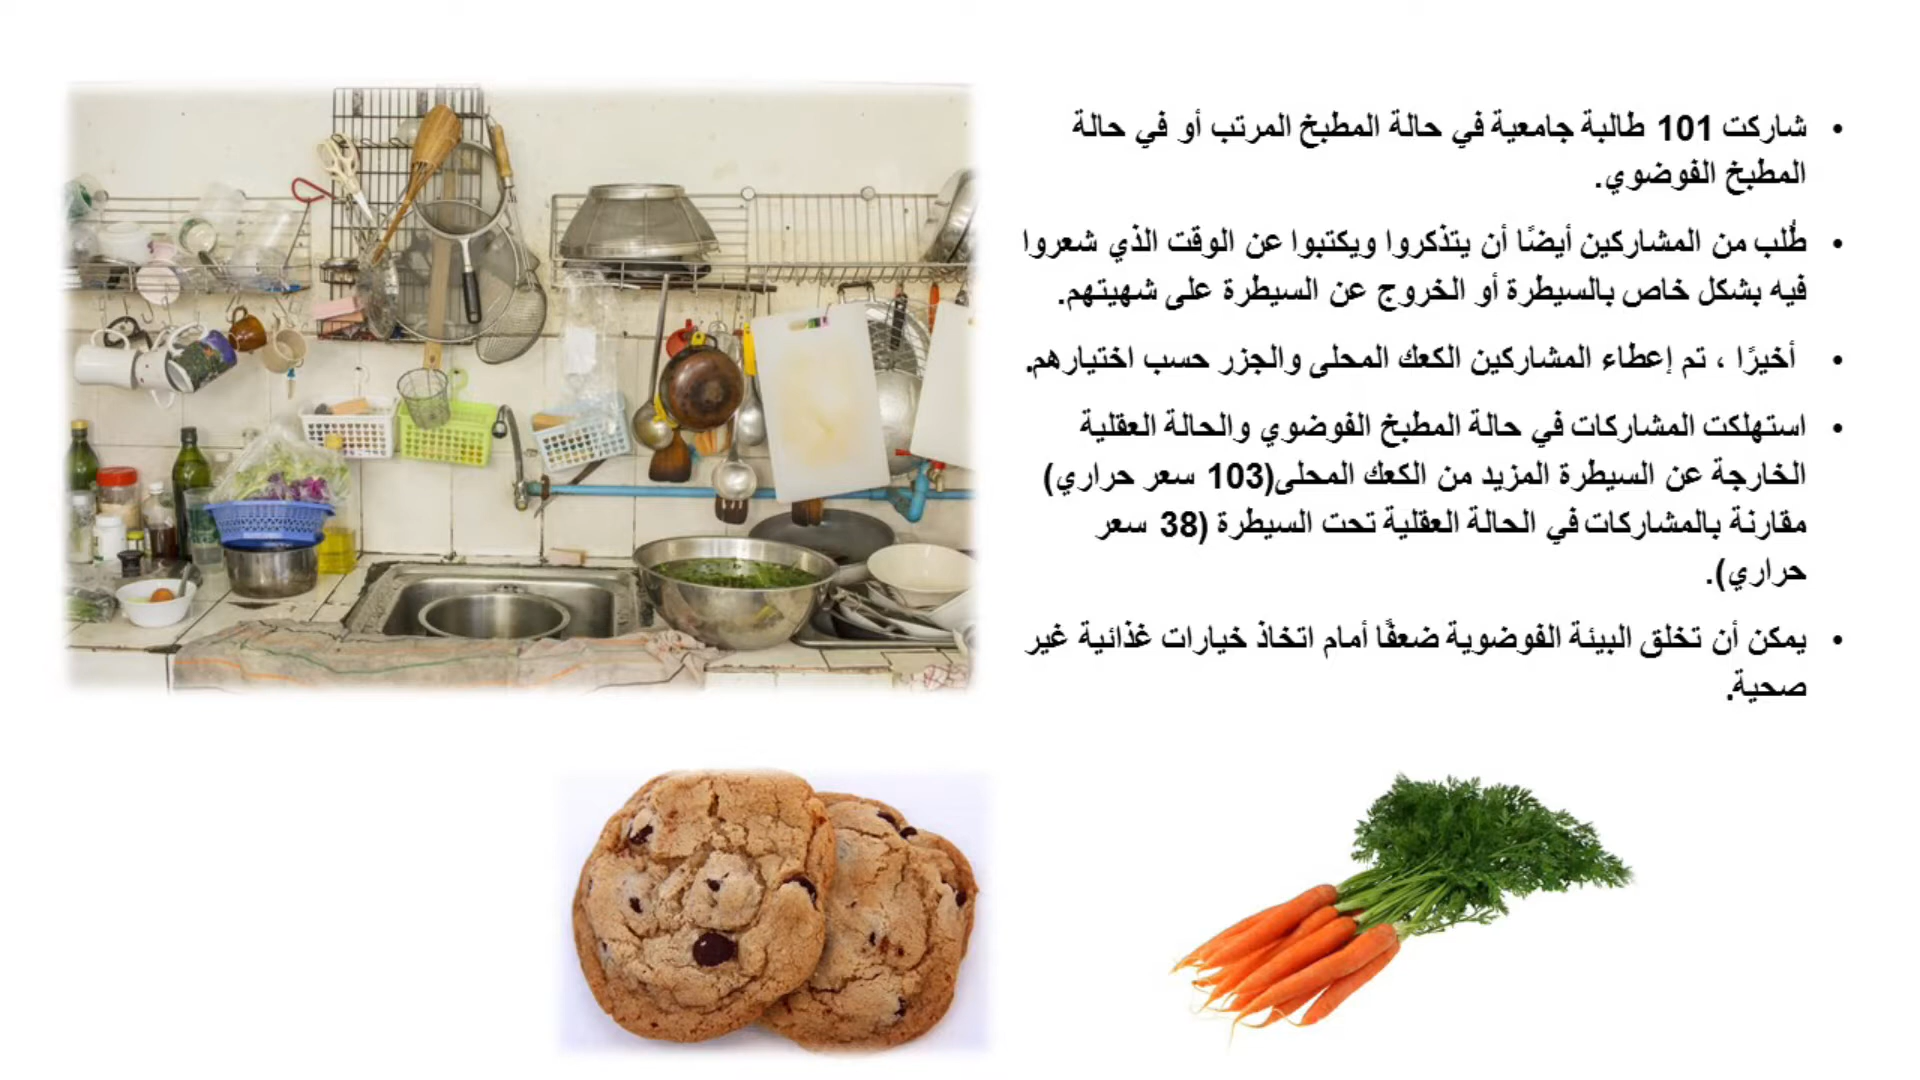 • شاركت 101 طالبة جامعية في حالة المطبخ المرتب أو في حالة
المطبخ الفوضوي.
• طُلب من المشاركين أيضًا أن يتذكروا ويكتبوا عن الوقت الذي شعروا
فيه بشكل خاص بالسيطرة أو الخروج عن السيطرة على شهيتهم.
• أخيرًا ، تم إعطاء المشاركين الكعك المحلى والجزر حسب اختيارهم.
• استهلكت المشاركات في حالة المطبخ الفوضوي والحالة العقلية
الخارجة عن السيطرة المزيد من الكعك المحلى(103 سعر حراري)
مقارنة بالمشاركات في الحالة العقلية تحت السيطرة (38 سعر
حراري).
• يمكن أن تخلق البيئة الفوضوية ضعفًا أمام اتخاذ خيارات غذائية غير
صحية.